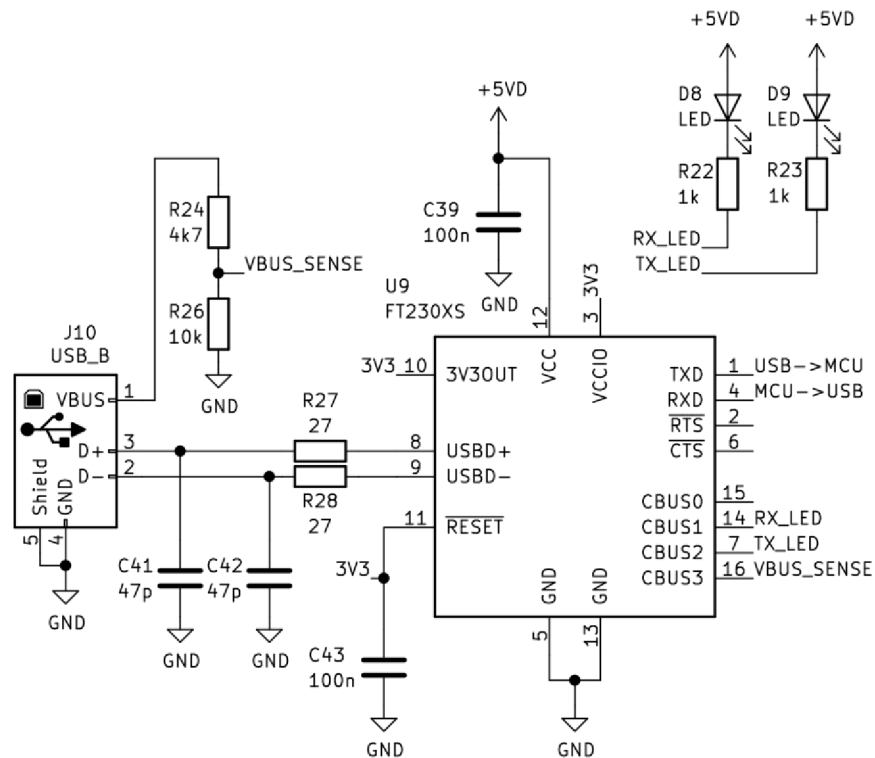 +5VD
+5VD
D8
LED
D9
LED
+5VD
R22
1k
R23
1k
R24
4k7
C39
100n
RX_LED
TX_LED
VBUS_SENSE
GND
U9
FT230XS
3V3
R26
10k
12
3
J10
USB_B
VCC
VCCIO
3V3
10
3V3OUT
TXD
1
USB->MCU
GND
VBUS
1
RXD
4
MCU->USB
R27
27
RTS
2
D+
3
8
USBD+
CTS
6
D-
2
9
USBD-
Shield
GND
R28
27
CBUS0
15
11
RESET
CBUS1
14
RX_LED
5
4
CBUS2
7
TX_LED
C41
47p
C42
47p
3V3
GND
GND
CBUS3
16
VBUS_SENSE
GND
5
13
GND
GND
C43
100n
GND
GND